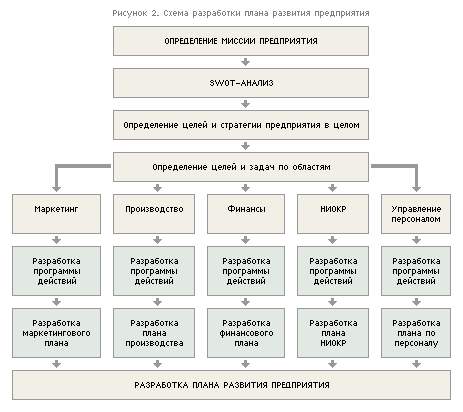 Рисунок 2. Схема разработки плана развития предприятия
ОПРЕДЕЛЕНИЕ МИССИИ ПРЕДПРИЯТИЯ
SWOT-АНАЛИЗ
Определение целей и стратегии предприятия в целом
Определение целей и задач по областям
Маркетинг
Производство
Финансы
НИОКР
Управление
персоналом
Разработка
программы
действий
Разработка
программы
действий
Разработка
программы
действий
Разработка
программы
действий
Разработка
программы
действий
Разработка
маркетингового
плана
Разработка
плана
производства
Разработка
финансового
плана
Разработка
плана
НИОКР
Разработка
плана по
персоналу
РАЗРАБОТКА ПЛАНА РАЗВИТИЯ ПРЕДПРИЯТИЯ